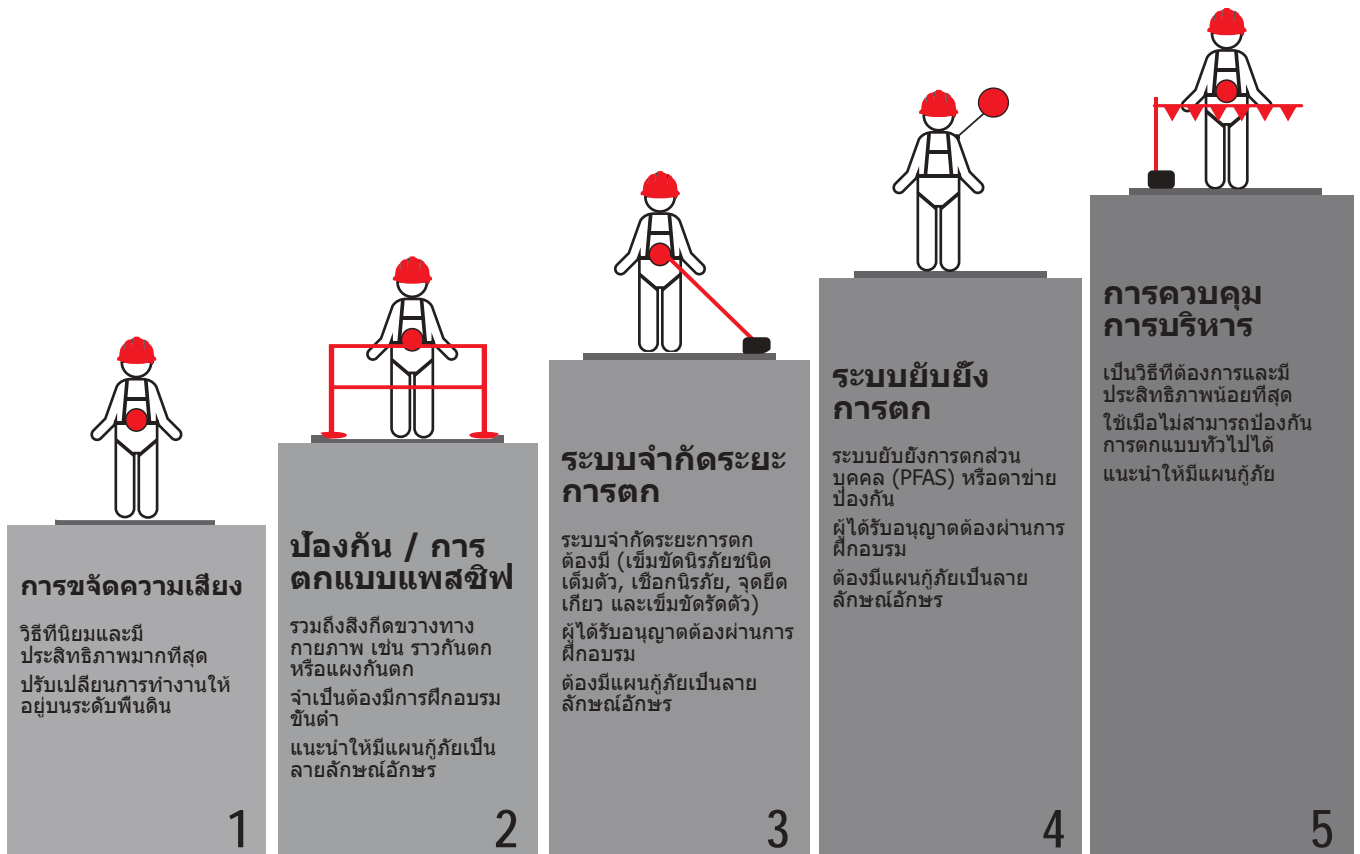 การขจัดความเสียง
วิธีทีนิยมและมี
ประสิทธิภาพมากทีสุด
ปรับเปลียนการทำงานให้
อยู่บนระดับพืนดิน
1
ป้องกัน / การ
ตกแบบแพสซิฟ
รวมถึงสิงกีดขวางทาง
กายภาพ เช่น ราวกันตก
หรือแผงกันตก
จำเป็นต้องมีการฝึกอบรม
ขั้นตำ
แนะนำให้มีแผนกู้ภัยเป็น
ลายลักษณ์อักษร
2
ระบบจำกัดระยะ
การตก
ระบบจำกัดระยะการตก
ต้องมี (เข็มขัดนิรภัยชนิด
เต็มตัว, เชือกนิรภัย, จุดยึด
เกียว และเข็มขัดรัดตัว)
ผู้ได้รับอนุญาตต้องผ่านการ
ฝึกอบรม
ต้องมีแผนกู้ภัยเป็นลาย
ลักษณ์อักษร
3
ระบบยับยั้ง
การตก
ระบบยับยั้งการตกส่วน
บุคคล (PFAS) หรือตาข่าย
ป้องกัน
ผู้ได้รับอนุญาตต้องผ่านการ
ฝึกอบรม
ต้องมีแผนกู้ภัยเป็นลาย
ลักษณ์อักษร
4
การควบคุม
การบริหาร
เป็นวิธีทีต้องการและมี
ประสิทธิภาพน้อยทีสุด
ใช้เมือไม่สามารถป้องกัน
การตกแบบทั่วไปได้
แนะนำให้มีแผนกู้ภัย
5